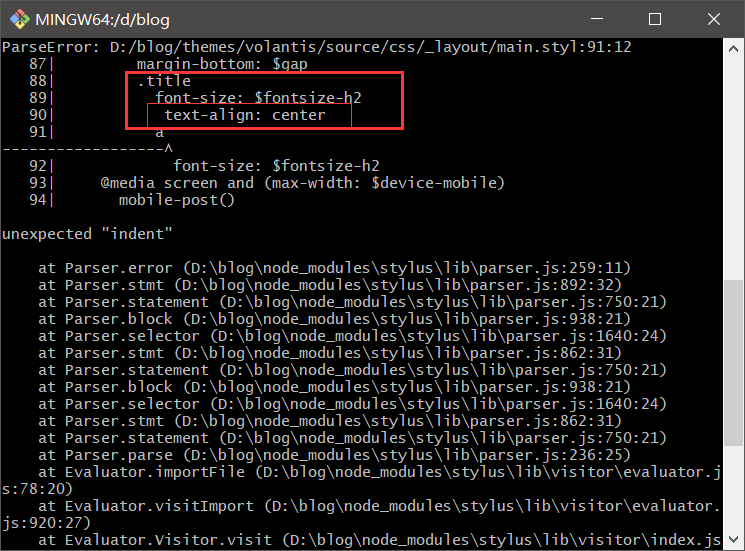 MINGW64:/d/blog
ParseError: D:/blog/themes/volantis/source/css/_layout/main.styl:91:12
   87|         margin-bottom: $gap
   88|         .title
   89|           font-size: $fontsize-h2
   90|            text-align: center
   91|           a
------------------^
   92|             font-size: $fontsize-h2
   93|     @media screen and (max-width: $device-mobile)
   94|       mobile-post()
unexpected "indent"
    at Parser.error (D:\blog\node_modules\stylus\lib\parser.js:259:11)
    at Parser.stmt (D:\blog\node_modules\stylus\lib\parser.js:892:32)
    at Parser.statement (D:\blog\node_modules\stylus\lib\parser.js:750:21)
    at Parser.block (D:\blog\node_modules\stylus\lib\parser.js:938:21)
    at Parser.selector (D:\blog\node_modules\stylus\lib\parser.js:1640:24)
    at Parser.stmt (D:\blog\node_modules\stylus\lib\parser.js:862:31)
    at Parser.statement (D:\blog\node_modules\stylus\lib\parser.js:750:21)
    at Parser.block (D:\blog\node_modules\stylus\lib\parser.js:938:21)
    at Parser.selector (D:\blog\node_modules\stylus\lib\parser.js:1640:24)
    at Parser.stmt (D:\blog\node_modules\stylus\lib\parser.js:862:31)
    at Parser.statement (D:\blog\node_modules\stylus\lib\parser.js:750:21)
    at Parser.parse (D:\blog\node_modules\stylus\lib\parser.js:236:25)
    at Evaluator.importFile (D:\blog\node_modules\stylus\lib\visitor\evaluator.j
s:78:20)
    at Evaluator.visitImport (D:\blog\node_modules\stylus\lib\visitor\evaluator.
js:920:27)
    at Evaluator.Visitor.visit (D:\blog\node_modules\stylus\lib\visitor\index.js